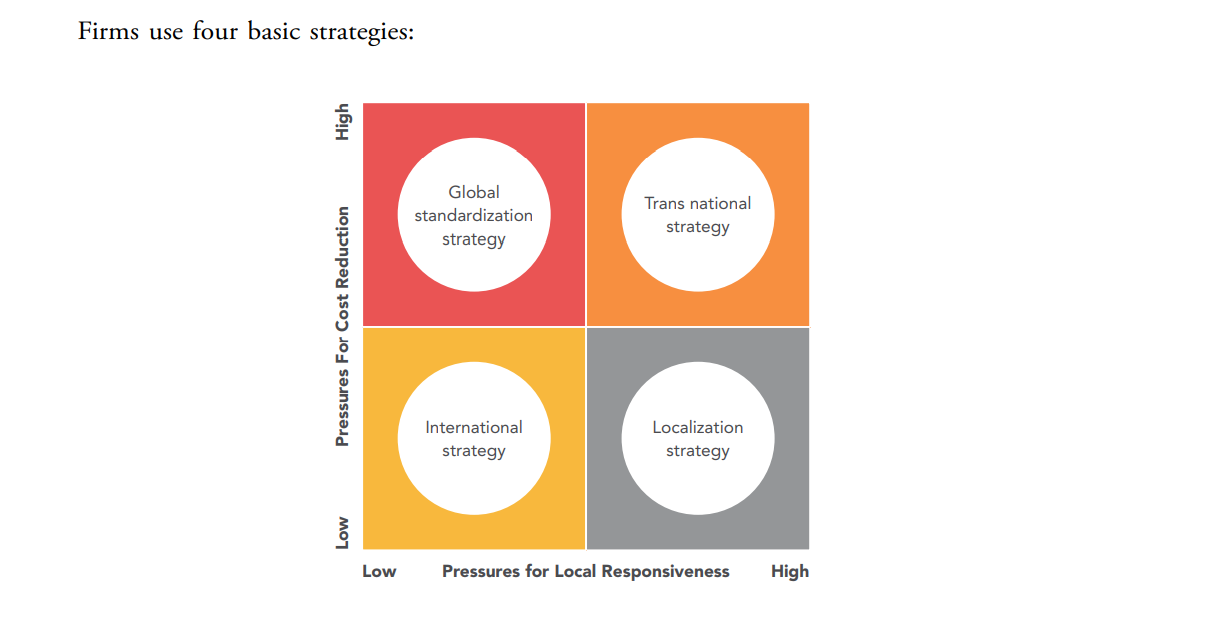 Firms use four basic strategies:
High
Pressures For Cost Reduction
Low
Global
standardization
strategy
Trans national
strategy
International
strategy
Localization
strategy
Low Pressures for Local Responsiveness High